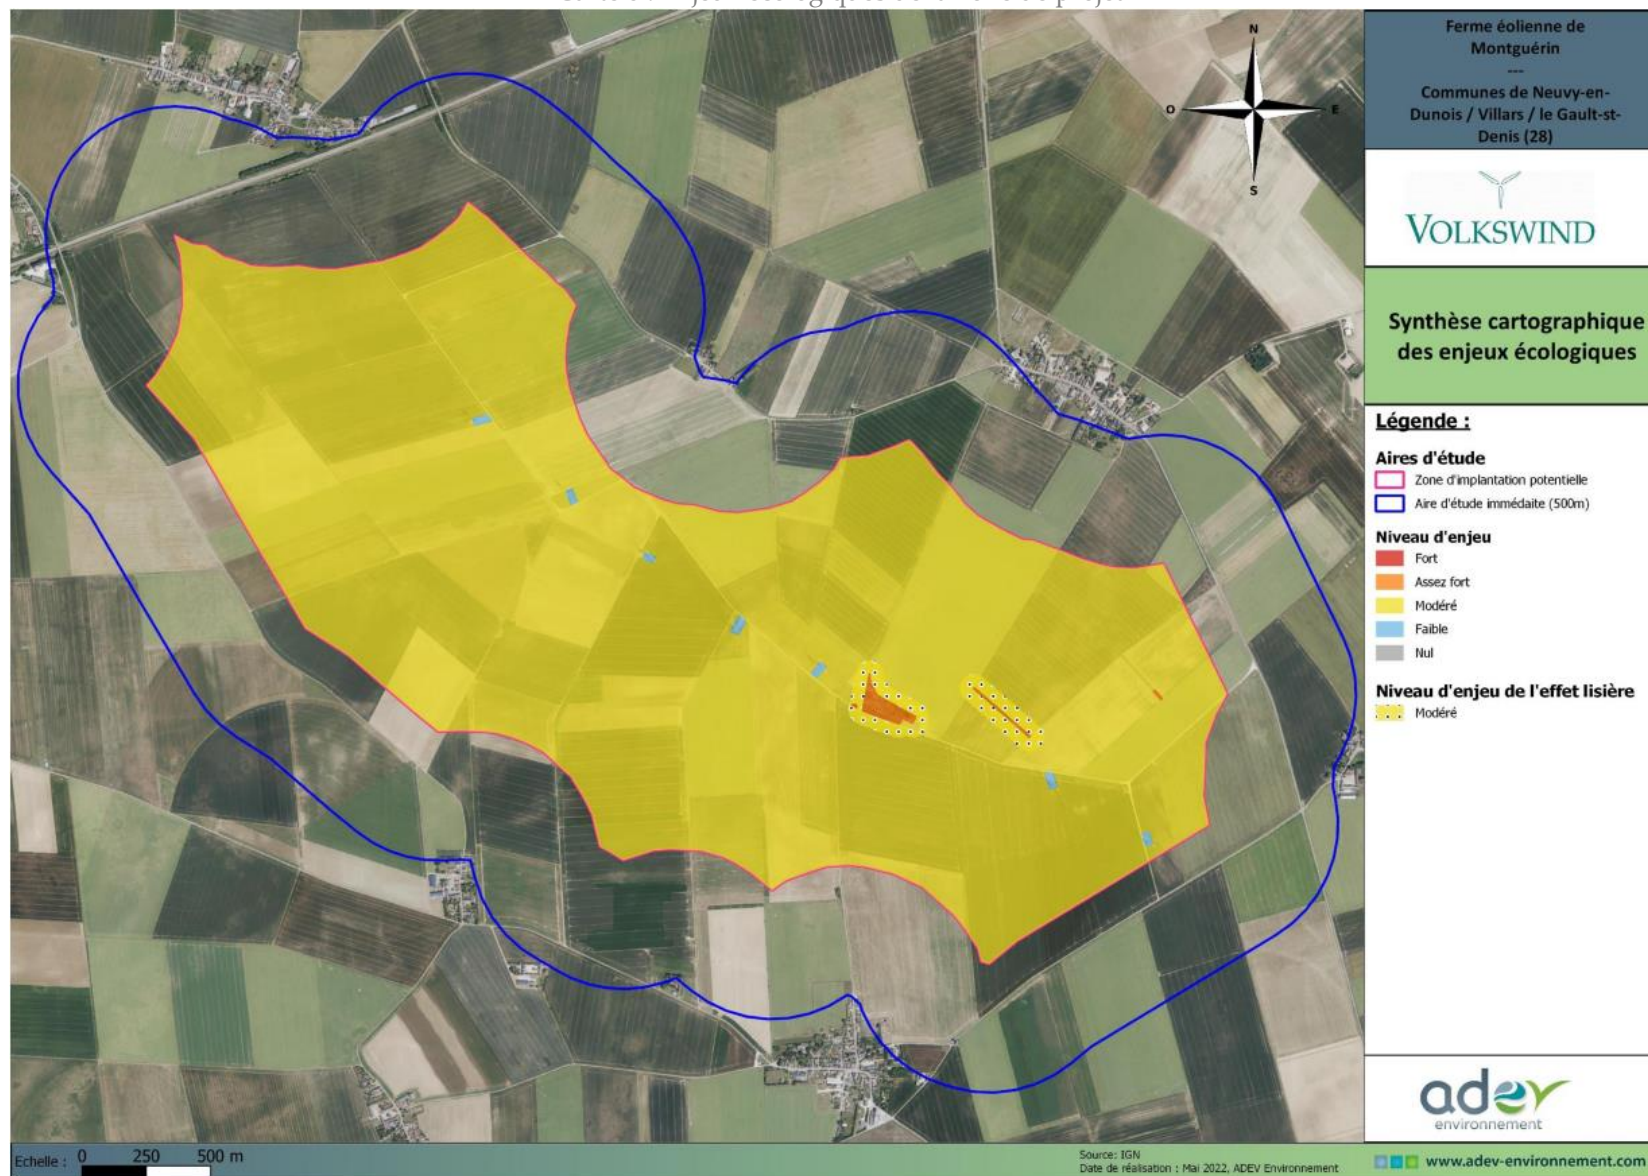 N
O
E
S
Ferme éolienne de
Montguérin
---
Communes de Neuvy-en-
Dunois / Villars / le Gault-st-
Denis (28)
VOLKSWIND
Synthèse cartographique
des enjeux écologiques
Légende :
Aires d'étude
Zone d'implantation potentielle
Aire d'étude immédaite (500m)
Niveau d'enjeu
Fort
Assez fort
Modéré
Faible
Nul
Niveau d'enjeu de l'effet lisière
Modéré
adev
environnement
Echelle : 0 250 500 m
Source: IGN
Date de réalisation : Mai 2022, ADEV Environnement
www.adev-environnement.com